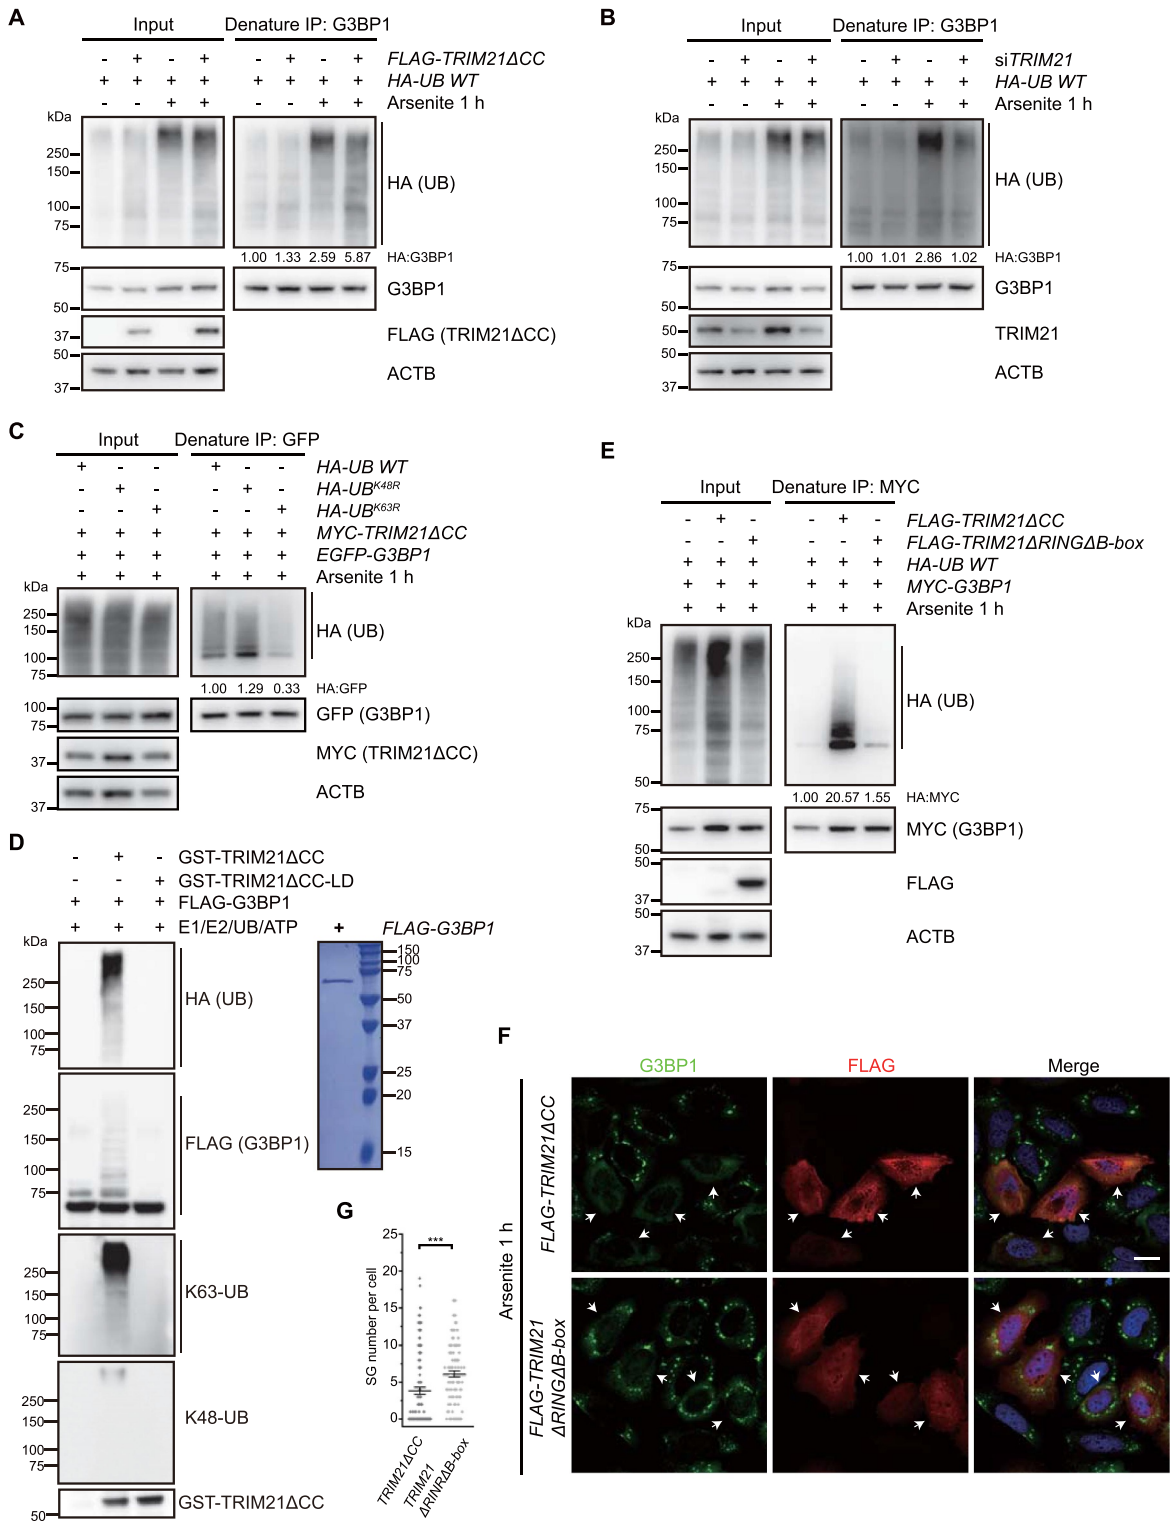 A
Input Denature IP: G3BP1
- + - + - + - + FLAG-TRIM21ΔCC
+ + + + + + + + HA-UB WT
- - + + - - + + Arsenite 1 h
kDa
250
150
100
75
HA (UB)
1.00 1.33 2.59 5.87 HA:G3BP1
75
50
G3BP1
37
FLAG (TRIM21ΔCC)
50
37
ACTB
B
Input Denature IP: G3BP1
- + - + - + - + siTRIM21
+ + + + + + + + HA-UB WT
- - + + - - + + Arsenite 1 h
kDa
250
150
100
75
HA (UB)
1.00 1.01 2.86 1.02 HA:G3BP1
75
50
G3BP1
50
TRIM21
50
37
ACTB
C
Input Denature IP: GFP
+ - - + - - HA-UB WT
- + - - + - HA-UB^K48R
- - + - - + HA-UB^K63R
+ + + + + + MYC-TRIM21ΔCC
+ + + + + + EGFP-G3BP1
+ + + + + + Arsenite 1 h
kDa
250
150
100
75
HA (UB)
1.00 1.29 0.33 HA:GFP
100
75
GFP (G3BP1)
37
MYC (TRIM21ΔCC)
37
ACTB
D
- + - GST-TRIM21ΔCC
- - + GST-TRIM21ΔCC-LD
+ + + FLAG-G3BP1
+ + + E1/E2/UB/ATP
kDa
250
150
100
75
HA (UB)
250
150
100
75
FLAG (G3BP1)
250
150
100
75
K63-UB
250
150
100
75
K48-UB
50
GST-TRIM21ΔCC
+ FLAG-G3BP1
150
100
75
50
37
25
20
15
E
Input Denature IP: MYC
- + - - + - FLAG-TRIM21ΔCC
- - + - - + FLAG-TRIM21ΔRINGΔB-box
+ + + + + + HA-UB WT
+ + + + + + MYC-G3BP1
+ + + + + + Arsenite 1 h
kDa
250
150
100
75
50
HA (UB)
1.00 20.57 1.55 HA:MYC
75
50
MYC (G3BP1)
50
37
FLAG
50
37
ACTB
F
G3BP1 FLAG Merge
Arsenite 1 h
FLAG-TRIM21ΔCC
FLAG-TRIM21
ΔRINGΔB-box
G
SG number per cell
25
20
15
10
5
0
***
TRIM21ΔCC
TRIM21
ΔRINRΔB-box